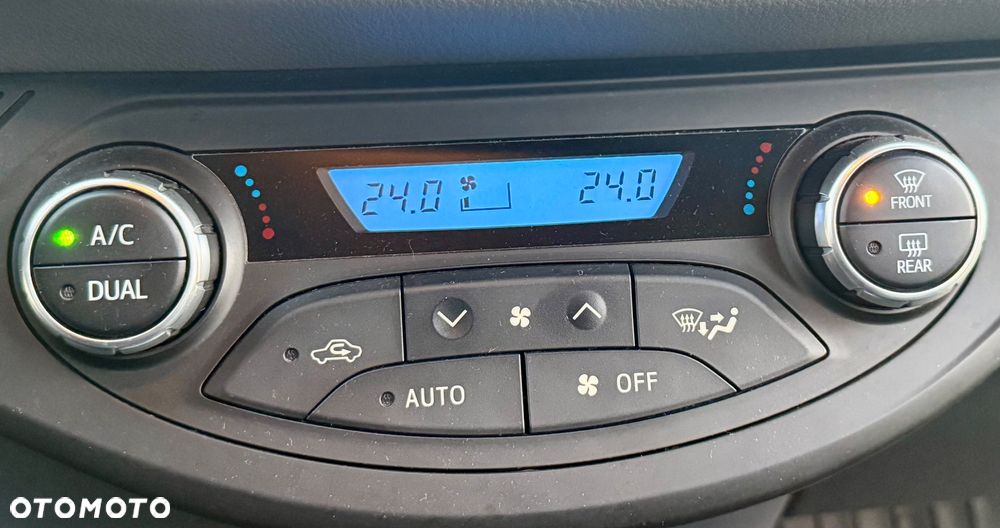 24.0
24.0
A/C
DUAL
FRONT
REAR
AUTO
OFF
OTOMOTO